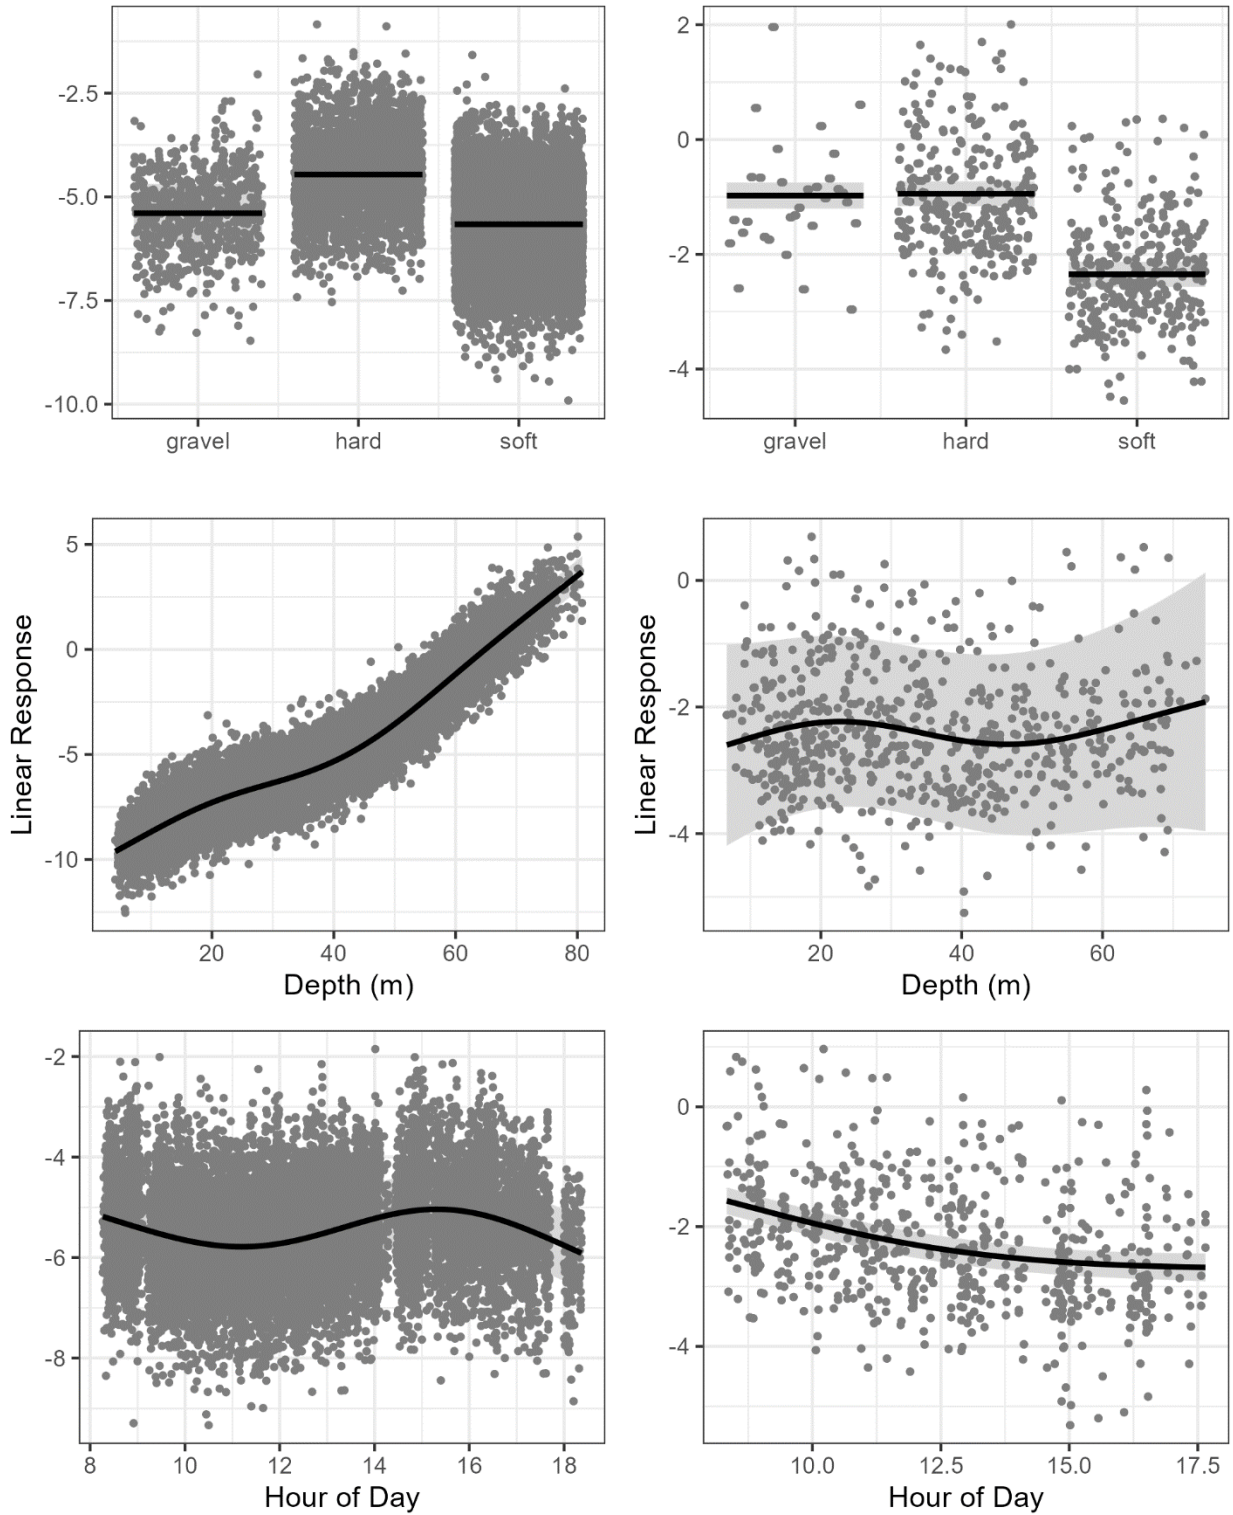 -2.5
-5.0
-7.5
-10.0
gravel hard soft
2
0
-2
-4
gravel hard soft
Linear Response
5
0
-5
-10
20 40 60 80
Depth (m)
Linear Response
0
-2
-4
20 40 60
Depth (m)
-2
-4
-6
-8
8 10 12 14 16 18
Hour of Day
0
-2
-4
10.0 12.5 15.0 17.5
Hour of Day